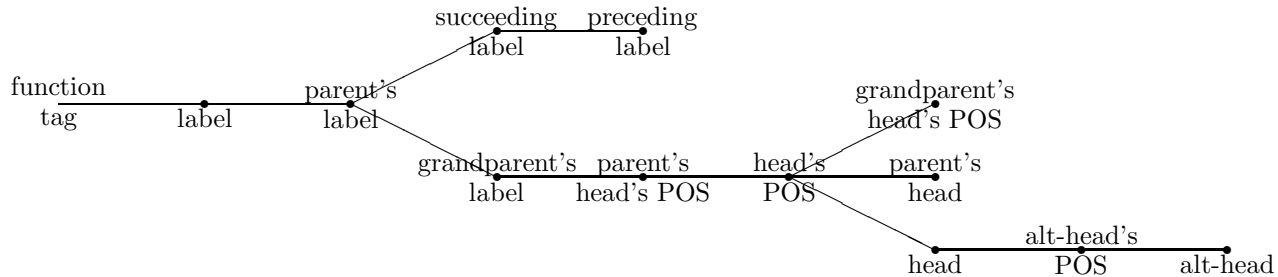 succeeding
label
preceding
label
function
tag
label
parent's
label
grandparent's
head's POS
grandparent's
label
parent's
head's POS
head's
POS
parent's
head
head
alt-head's
POS
alt-head